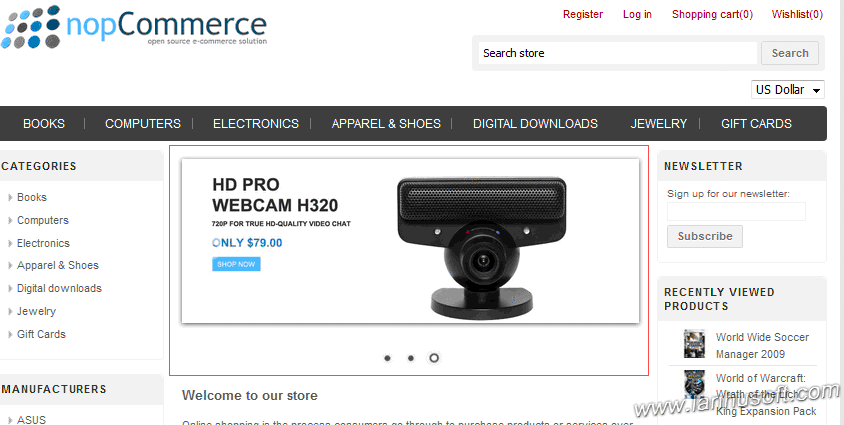 nopCommerce
open source e-commerce solution
Register Log in Shopping cart(0) Wishlist(0)
Search store Search
US Dollar
BOOKS COMPUTERS ELECTRONICS APPAREL & SHOES DIGITAL DOWNLOADS JEWELRY GIFT CARDS
CATEGORIES
Books
Computers
Electronics
Apparel & Shoes
Digital downloads
Jewelry
Gift Cards
MANUFACTURERS
ASUS
HD PRO
WEBCAM H320
720P FOR TRUE HD-QUALITY VIDEO CHAT
ONLY $79.00
SHOP NOW
Welcome to our store
Online shopping is the process consumers go through to purchase products or services over
NEWSLETTER
Sign up for our newsletter:
Subscribe
RECENTLY VIEWED
PRODUCTS
World Wide Soccer
Manager 2009
World of Warcraft:
Wrath of the Lich
King Expansion Pack